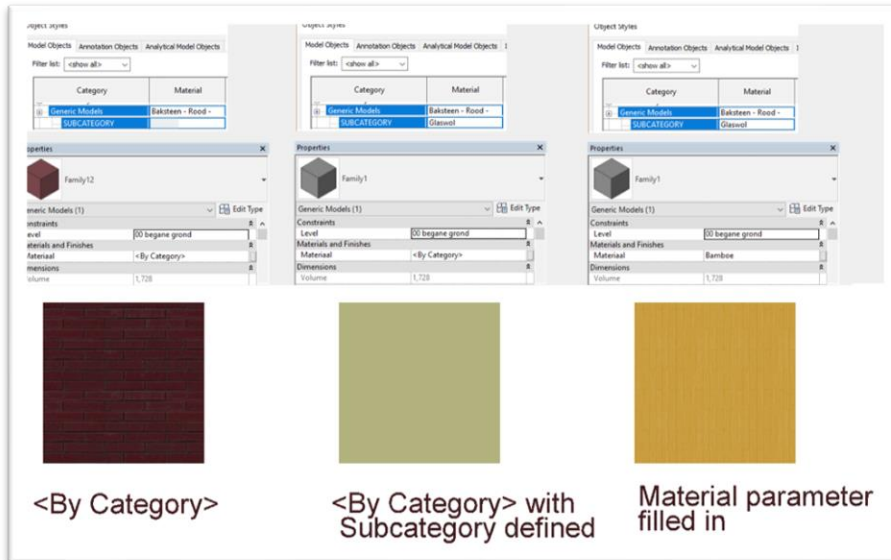 Object Styles
Model Objects Annotation Objects Analytical Model Objects
Filter list: <show all>
Category Material
Generic Models Baksteen - Rood -
SUBCATEGORY
Properties
Family12
Generic Models (1) Edit Type
Constraints
Level 00 begane grond
Materials and Finishes
Materiaal <By Category>
Dimensions
Volume 1,728
<By Category>
Object Styles
Model Objects Annotation Objects Analytical Model Objects
Filter list: <show all>
Category Material
Generic Models Baksteen - Rood -
SUBCATEGORY Glaswol
Properties
Family1
Generic Models (1) Edit Type
Constraints
Level 00 begane grond
Materials and Finishes
Materiaal <By Category>
Dimensions
Volume 1,728
<By Category> with
Subcategory defined
Object Styles
Model Objects Annotation Objects Analytical Model Objects
Filter list: <show all>
Category Material
Generic Models Baksteen - Rood -
SUBCATEGORY Glaswol
Properties
Family1
Generic Models (1) Edit Type
Constraints
Level 00 begane grond
Materials and Finishes
Materiaal Bamboe
Dimensions
Volume 1,728
Material parameter
filled in